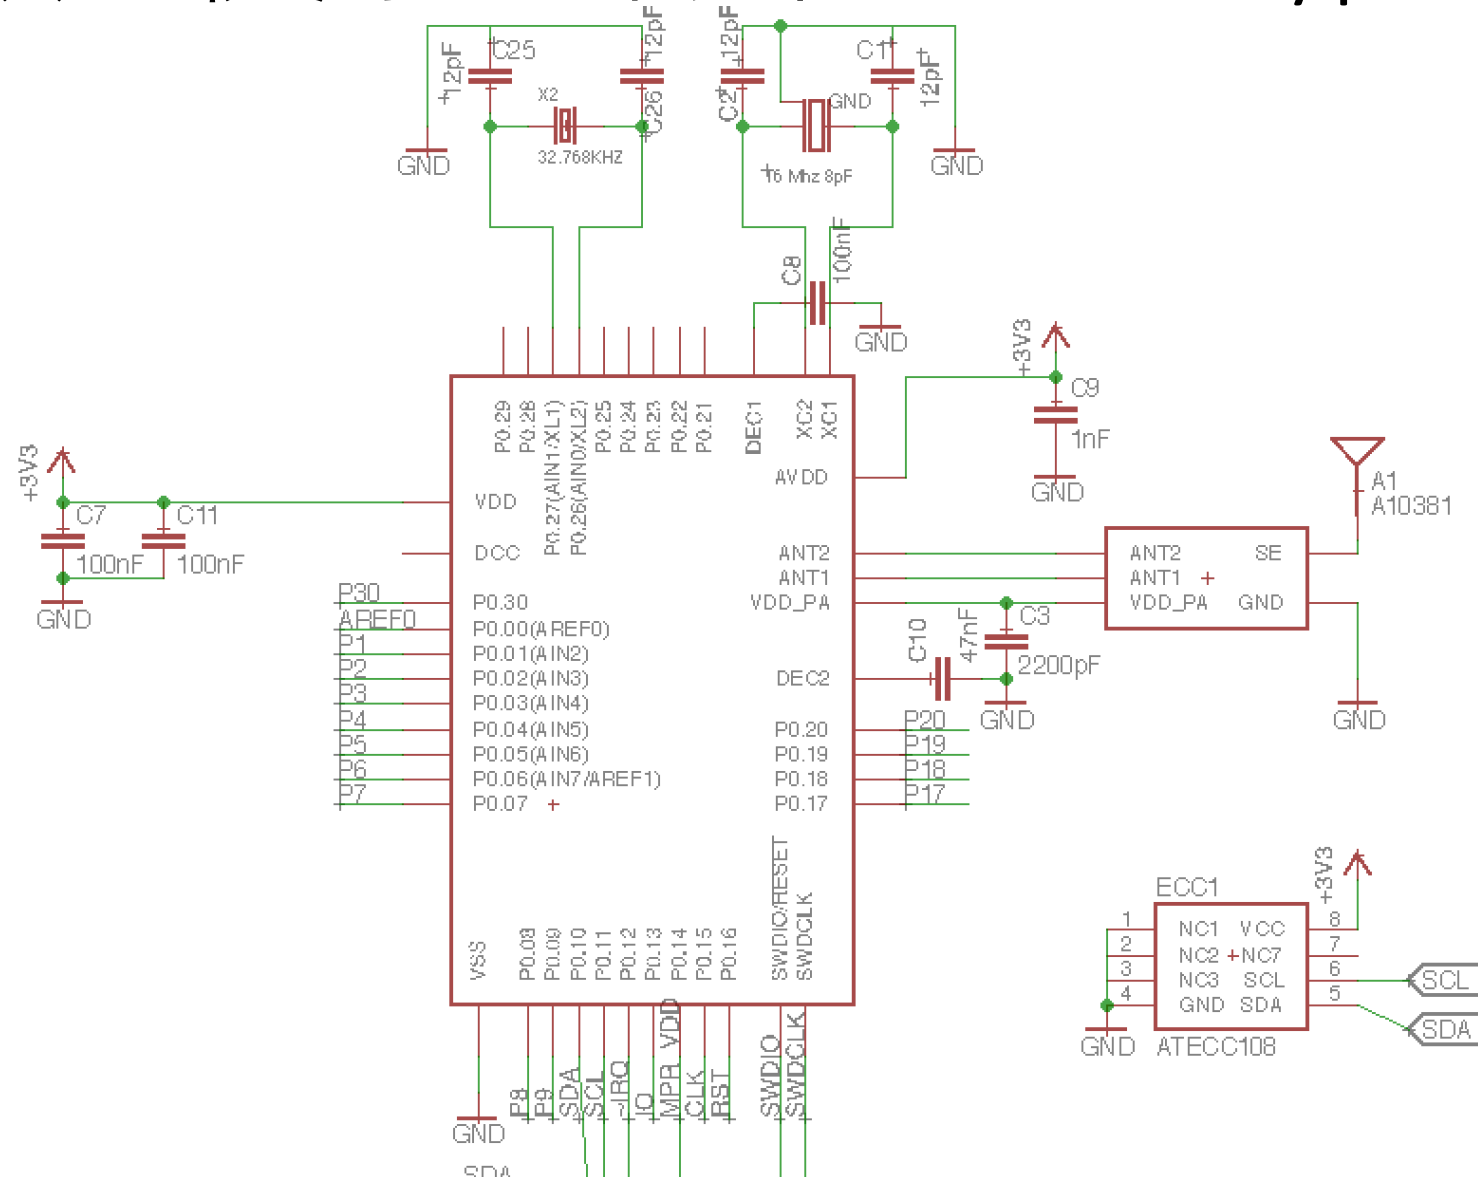 12pF
C25
12pF
C26
X2
32.768KHZ
GND
12pF
C2
C1
12pF
GND
16 Mhz 8pF
GND
C8
100nF
GND
+3V3
C9
1nF
GND
+3V3
C7
100nF
C11
100nF
GND
P0.29
P0.28
P0.27(AIN1/XL1)
P0.26(AIN0/XL2)
P0.25
P0.24
P0.23
P0.22
P0.21
DEC1
XC2
XC1
AVDD
VDD
DCC
P30
P0.30
AREF0
P0.00(AREF0)
P1
P0.01(AIN2)
P2
P0.02(AIN3)
P3
P0.03(AIN4)
P4
P0.04(AIN5)
P5
P0.05(AIN6)
P6
P0.06(AIN7/AREF1)
P7
P0.07
ANT2
ANT1
VDD_PA
DEC2
P0.20
P20
P0.19
P19
P0.18
P18
P0.17
P17
C10
47nF
C3
2200pF
GND
ANT2
SE
ANT1
VDD_PA
GND
A1
A10381
GND
VSS
P0.08
P0.09
P0.10
P0.11
P0.12
P0.13
P0.14
P0.15
P0.16
SWDIO/RESET
SWDCLK
GND
P8
P9
SDA
SCL
~IRQ
IO
MPR_VDD
CLK
RST
SWDIO
SWDCLK
SDA
ECC1
+3V3
1 NC1 VCC 8
2 NC2 NC7 7
3 NC3 SCL 6
4 GND SDA 5
GND
ATECC108
SCL
SDA